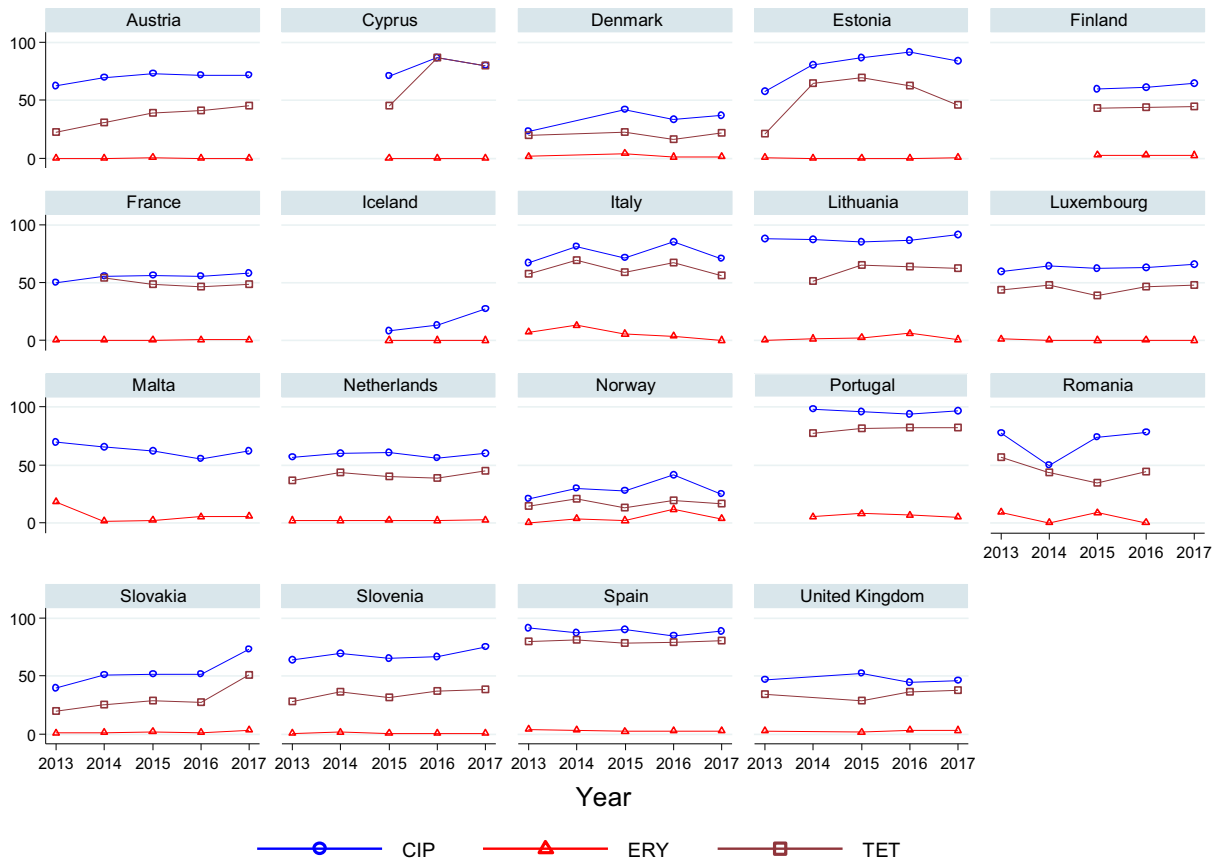 Austria Cyprus Denmark Estonia Finland
100
50
0
France Iceland Italy Lithuania Luxembourg
100
50
0
Malta Netherlands Norway Portugal Romania
100
50
0
2013 2014 2015 2016 2017
Slovakia Slovenia Spain United Kingdom
100
50
0
2013 2014 2015 2016 2017 2013 2014 2015 2016 2017 2013 2014 2015 2016 2017 2013 2014 2015 2016 2017
Year
CIP ERY TET